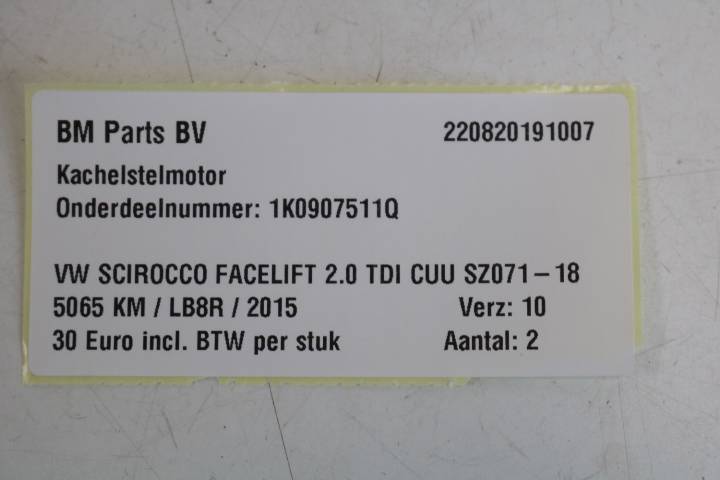 BM Parts BV 220820191007
Kachelstelmotor
Onderdeelnummer: 1K0907511Q
VW SCIROCCO FACELIFT 2.0 TDI CUU SZ071-18
5065 KM / LB8R / 2015 Verz: 10
30 Euro incl. BTW per stuk Aantal: 2